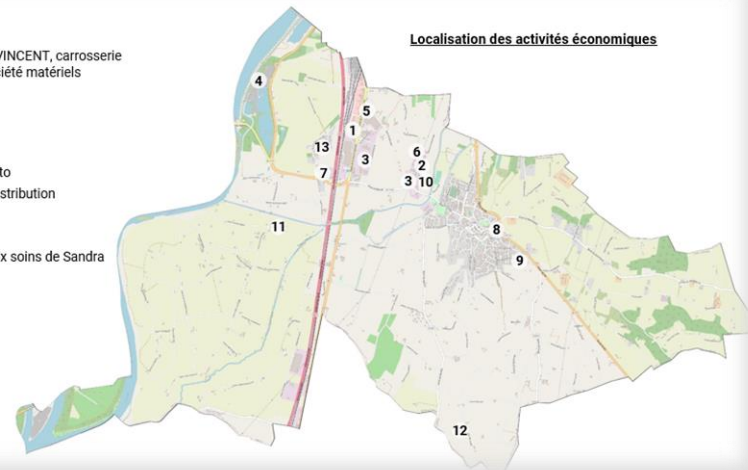 Localisation des activités économiques
VINCENT, carrosserie
ciété matériels
to
stribution
x soins de Sandra
4
5
1
13
3
6
7
2
3
10
11
8
9
12